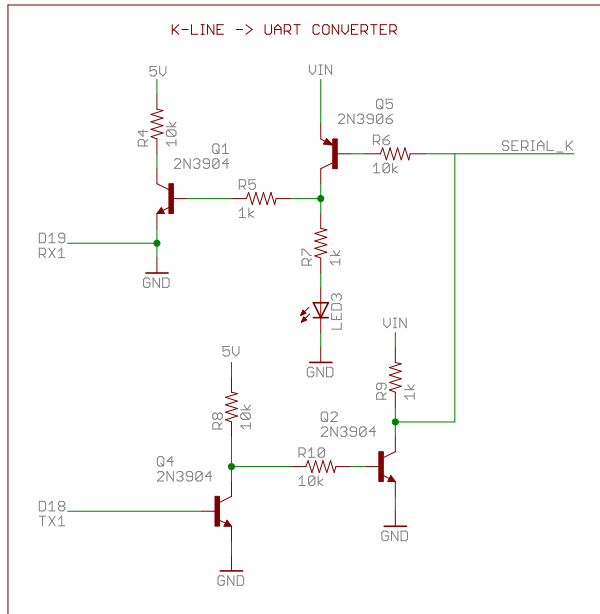 K-LINE -> UART CONVERTER
5V
VIN
R4
10k
Q1
2N3904
Q5
2N3906
R6
10k
SERIAL_K
R5
1k
D19
RX1
GND
R7
1k
LED3
GND
VIN
5V
R9
1k
R8
10k
Q2
2N3904
R10
10k
Q4
2N3904
D18
TX1
GND
GND